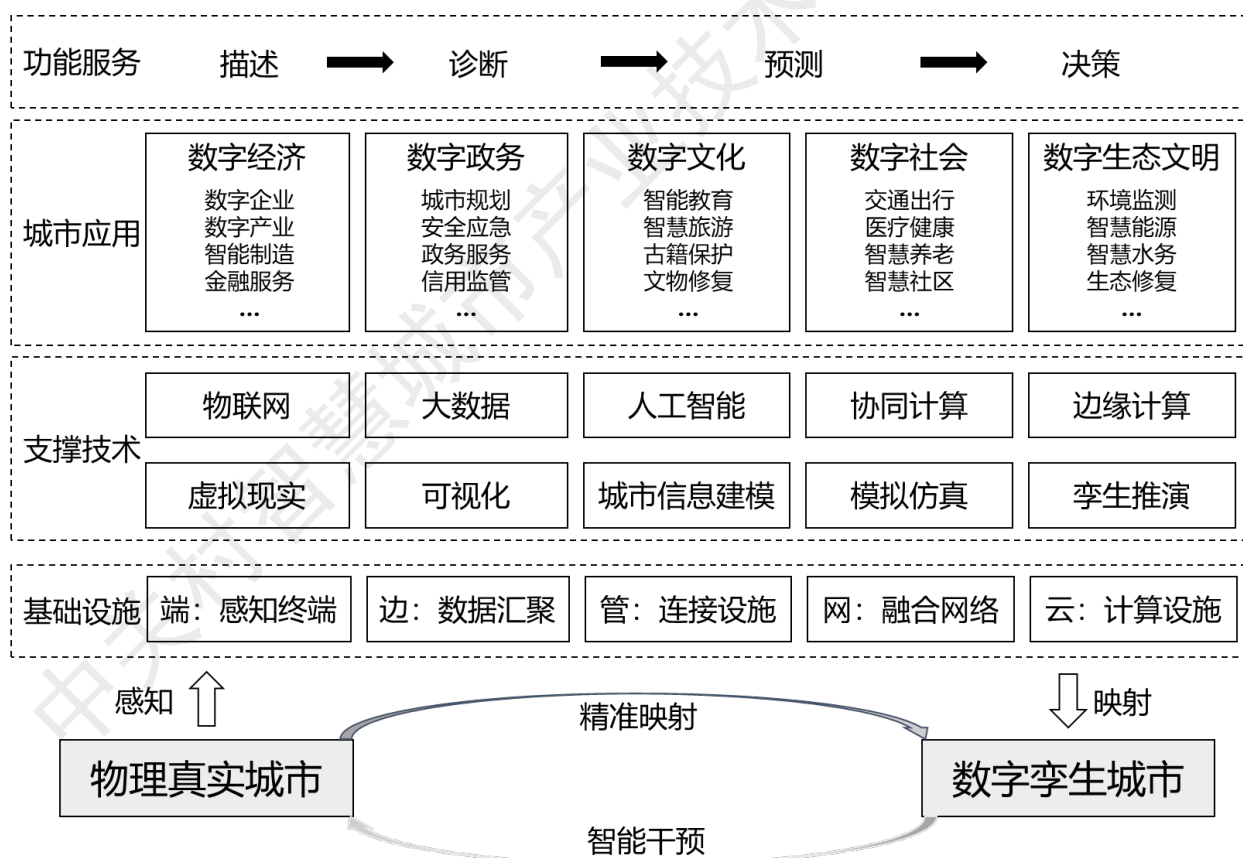 功能服务 描述 诊断 预测 决策
城市应用
数字经济
数字企业
数字产业
智能制造
金融服务
...
数字政务
城市规划
安全应急
政务服务
信用监管
...
数字文化
智能教育
智慧旅游
古籍保护
文物修复
...
数字社会
交通出行
医疗健康
智慧养老
智慧社区
...
数字生态文明
环境监测
智慧能源
智慧水务
生态修复
...
支撑技术
物联网 大数据 人工智能 协同计算 边缘计算
虚拟现实 可视化 城市信息建模 模拟仿真 孪生推演
基础设施 端：感知终端 边：数据汇聚 管：连接设施 网：融合网络 云：计算设施
感知 精准映射 映射
物理真实城市 数字孪生城市
智能干预
中关村智慧城市产业技术